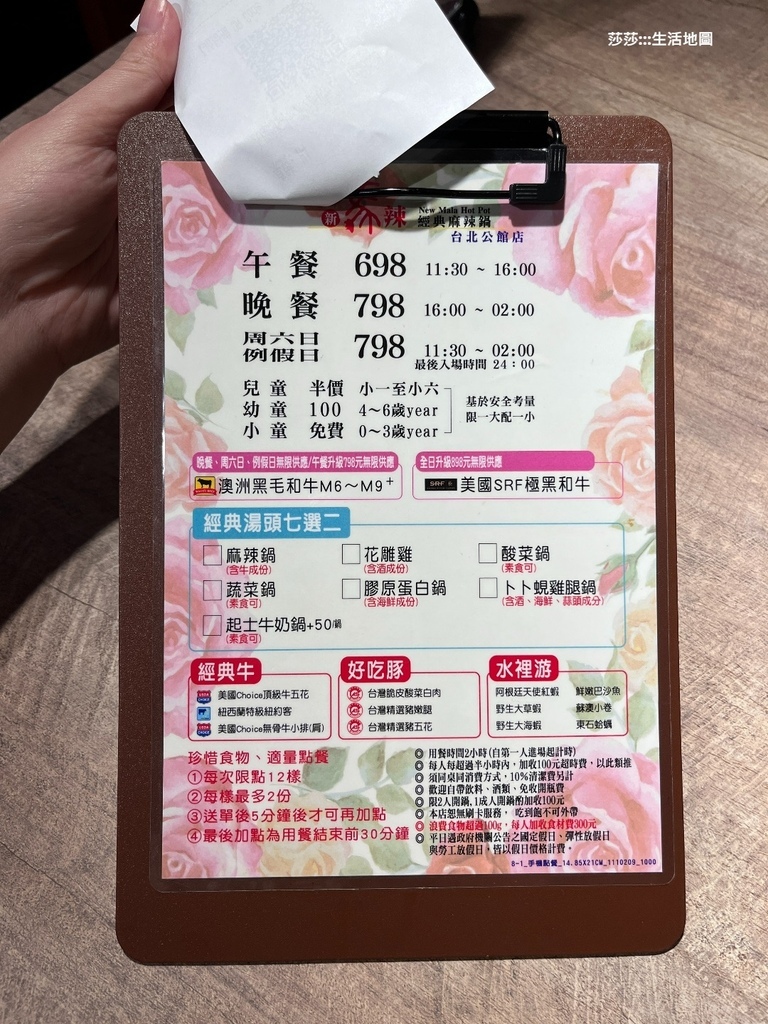 莎莎:::生活地圖
新 辣 New Mala Hot Pot
經典麻辣鍋
台北公館店
午餐 698 11:30 ~ 16:00
晚餐 798 16:00 ~ 02:00
周六日
例假日 798 11:30 ~ 02:00
最後入場時間 24:00
兒童 半價 小一至小六
幼童 100 4~6歲year
小童 免費 0~3歲year
基於安全考量
限一大配一小
晚餐、周六日、例假日無限供應/午餐升級798元無限供應
澳洲黑毛和牛M6~M9+
全日升級898元無限供應
SRF 美國SRF極黑和牛
經典湯頭七選二
麻辣鍋 花雕雞 酸菜鍋
(含牛成份) (含酒成份) (素食可)
蔬菜鍋 膠原蛋白鍋 卜卜蜆雞腿鍋
(素食可) (含海鮮成份) (含酒、海鮮、蒜頭成分)
起士牛奶鍋+50/鍋
(素食可)
經典牛
美國Choice頂級牛五花
紐西蘭特級紐約客
美國Choice無骨牛小排(肩)
好吃豚
台灣脆皮酸菜白肉
台灣精選豬嫩腿
台灣精選豬五花
水裡游
阿根廷天使紅蝦 鮮嫩巴沙魚
野生大草蝦 蘇澳小卷
野生大海蝦 東石蛤蠣
珍惜食物、適量點餐
①每次限點12樣
②每樣最多2份
③送單後5分鐘後才可再加點
④最後加點為用餐結束前30分鐘
◎ 用餐時間2小時(自第一人進場起計時)
◎ 每人每超過半小時內，加收100元超時費，以此類推
◎ 須同桌同消費方式，10%清潔費另計
◎ 歡迎自帶飲料、酒類、免收開瓶費
◎ 限2人開鍋，1成人開鍋酌加收100元
◎ 本店恕無刷卡服務，吃到飽不可外帶
◎ 浪費食物超過100g，每人加收食材費300元
◎ 平日遇政府機關公告之國定假日、彈性放假日
與勞工放假日，皆以假日價格計費。
8-1_手機點餐_14.85X21CM_1110209_1000